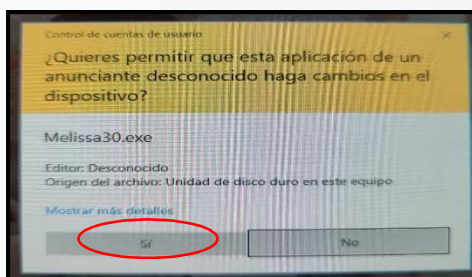 Control de cuentas de usuario
¿Quieres permitir que esta aplicación de un
anunciante desconocido haga cambios en el
dispositivo?
Melissa30.exe
Editor: Desconocido
Origen del archivo: Unidad de disco duro en este equipo
Mostrar más detalles
Sí
No